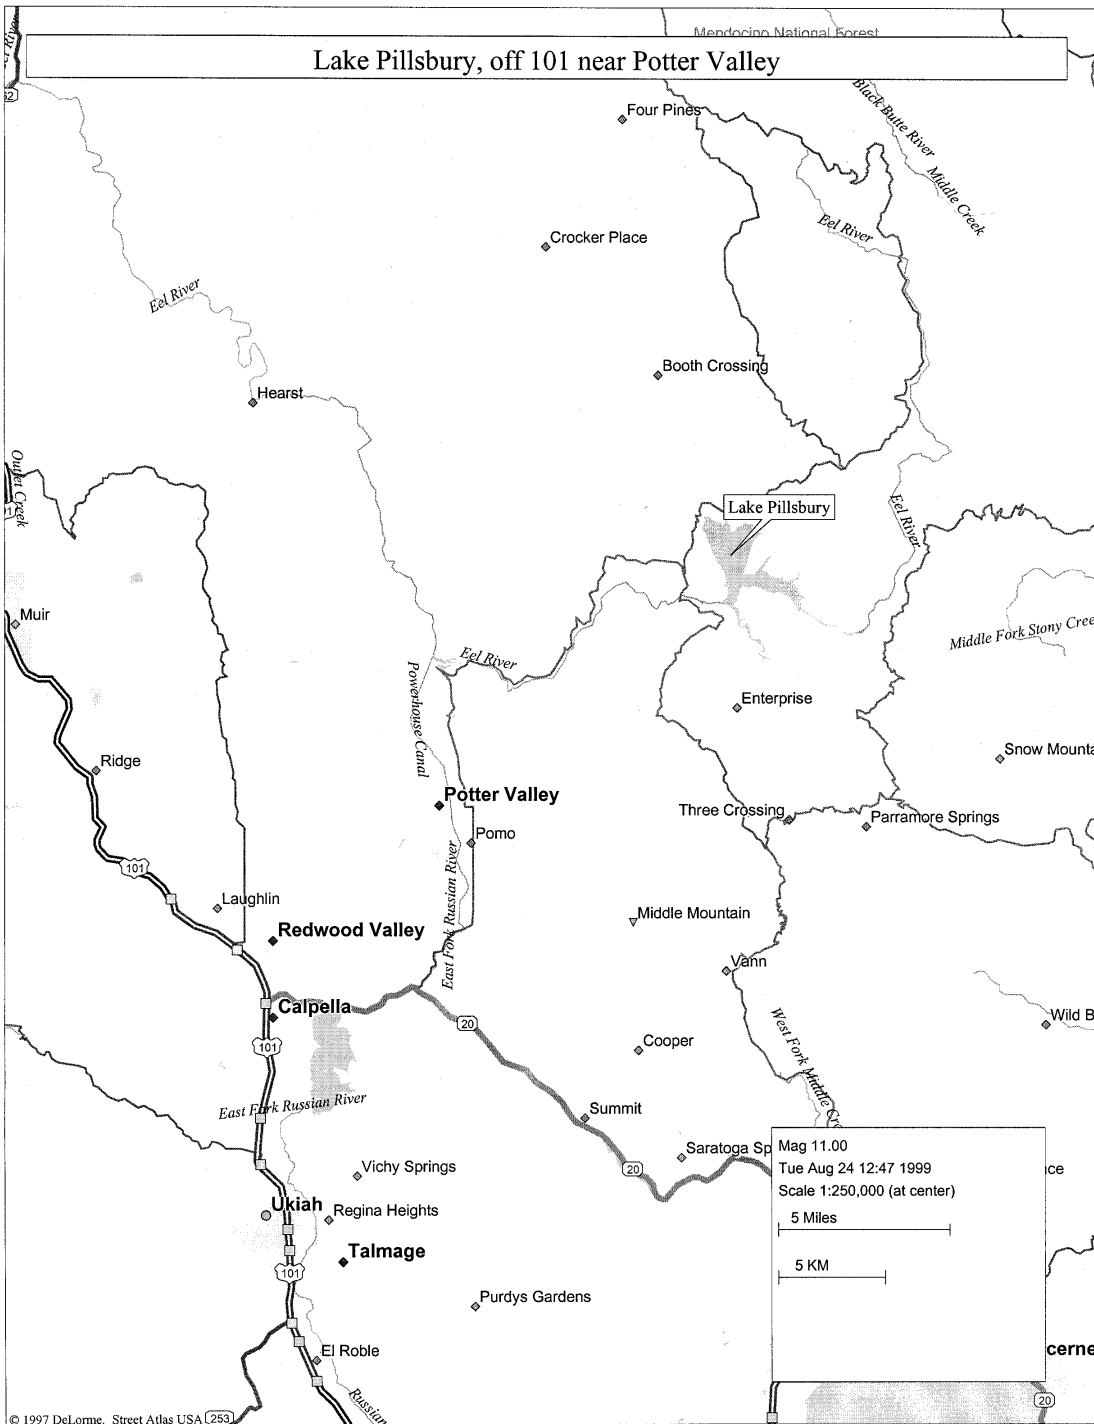 Mendocino National Forest
Lake Pillsbury, off 101 near Potter Valley
Four Pines
Black Butte River
Middle Creek
Eel River
Crocker Place
Eel River
Booth Crossing
Hearst
Outlet Creek
Lake Pillsbury
Eel River
Muir
Middle Fork Stony Cree
Eel River
Powerhouse Canal
Enterprise
Snow Mounta
Ridge
Potter Valley
Three Crossing
Parramore Springs
Pomo
101
East Fork Russian River
Laughlin
Middle Mountain
Redwood Valley
Vann
Calpella
West Fork Middle Cre
Wild B
20
Cooper
101
East Fork Russian River
Summit
Saratoga Sp
20
Vichy Springs
Ukiah
Regina Heights
Talmage
101
Purdys Gardens
El Roble
Russian
Mag 11.00
Tue Aug 24 12:47 1999
Scale 1:250,000 (at center)
5 Miles
5 KM
ace
cerne
20
© 1997 DeLorme. Street Atlas USA
253